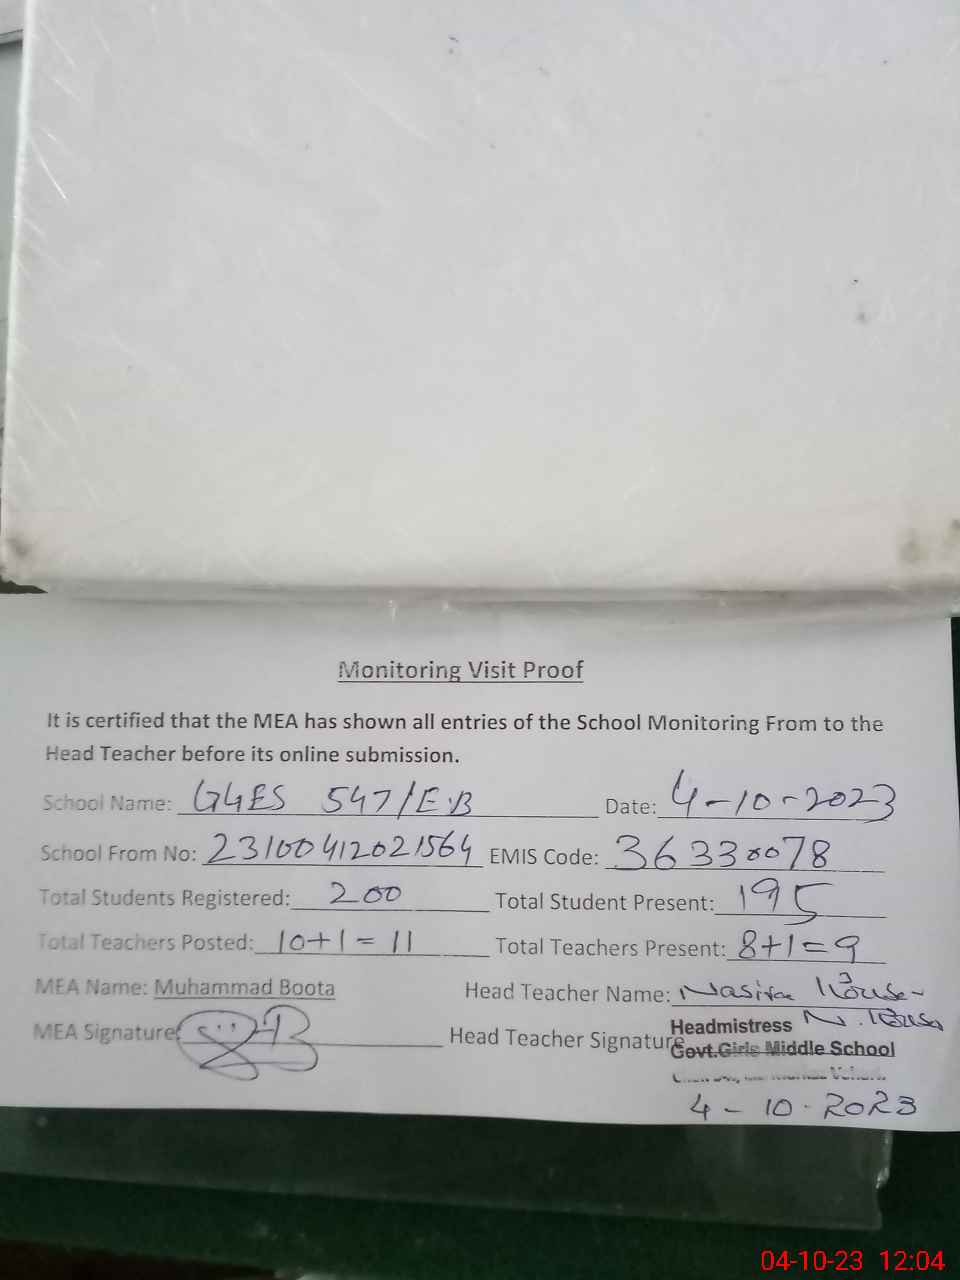 Monitoring Visit Proof
It is certified that the MEA has shown all entries of the School Monitoring From to the
Head Teacher before its online submission.
School Name: GGES 547/E.B Date: 4-10-2023
School From No: 23100412021564 EMIS Code: 36330078
Total Students Registered: 200 Total Student Present: 195
Total Teachers Posted: 10+1=11 Total Teachers Present: 8+1=9
MEA Name: Muhammad Boota Head Teacher Name:
MEA Signature: Head Teacher Signature
Headmistress
Govt.Girls Middle School
4-10-2023
04-10-23 12:04